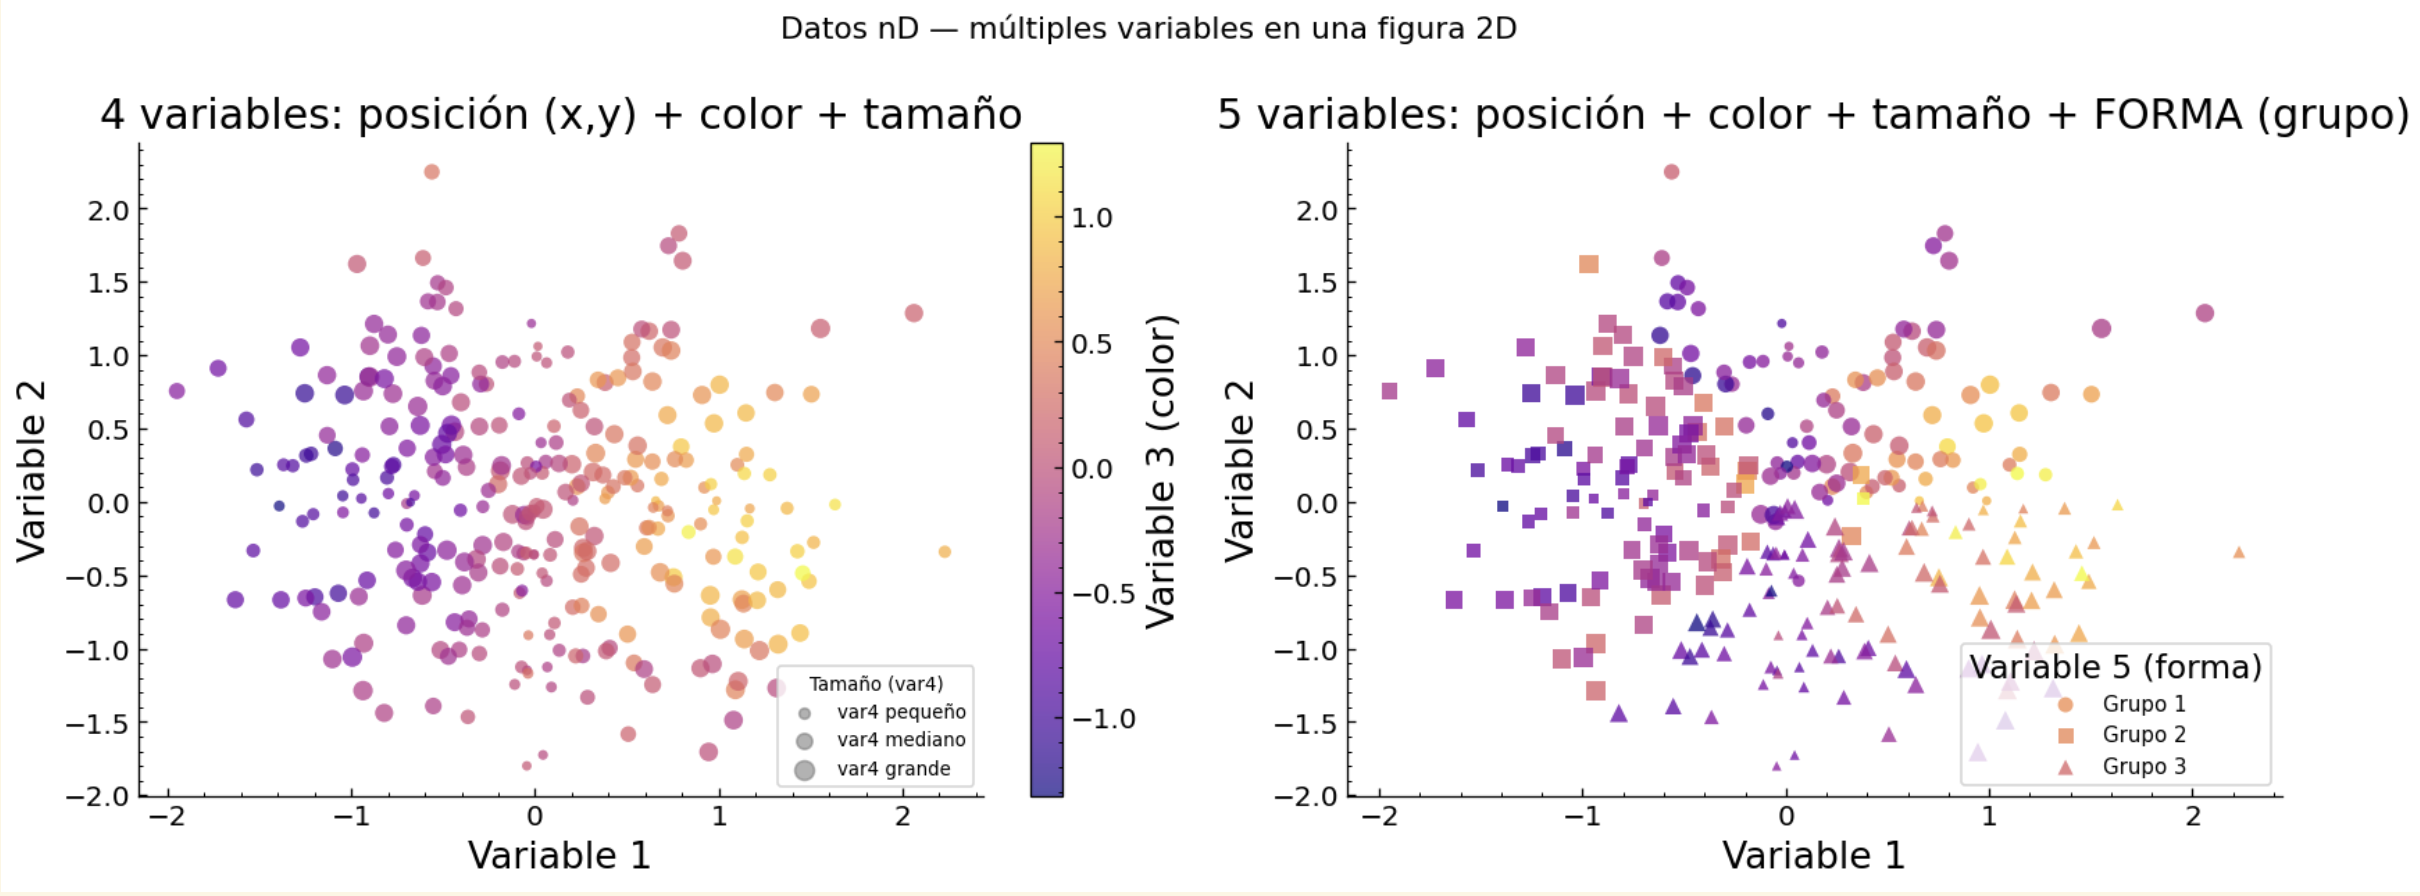 Datos nD — múltiples variables en una figura 2D
4 variables: posición (x,y) + color + tamaño
Variable 2
2.0
1.5
1.0
0.5
0.0
−0.5
−1.0
−1.5
−2.0
−2
−1
0
1
2
Variable 1
Tamaño (var4)
var4 pequeño
var4 mediano
var4 grande
1.0
0.5
0.0
−0.5
−1.0
Variable 3 (color)
5 variables: posición + color + tamaño + FORMA (grupo)
Variable 2
2.0
1.5
1.0
0.5
0.0
−0.5
−1.0
−1.5
−2.0
−2
−1
0
1
2
Variable 1
Variable 5 (forma)
Grupo 1
Grupo 2
Grupo 3